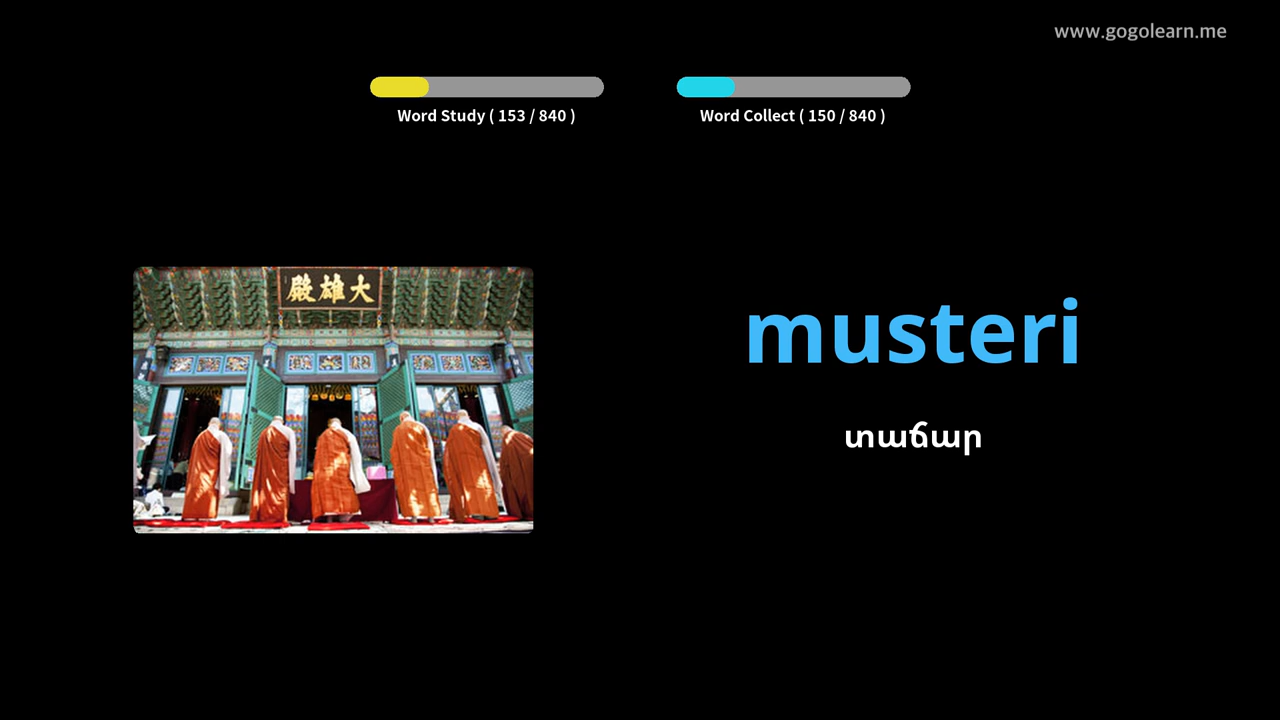 www.gogolearn.me
Word Study ( 153 / 840 )
Word Collect ( 150 / 840 )
殿雄大
musteri
տաճար